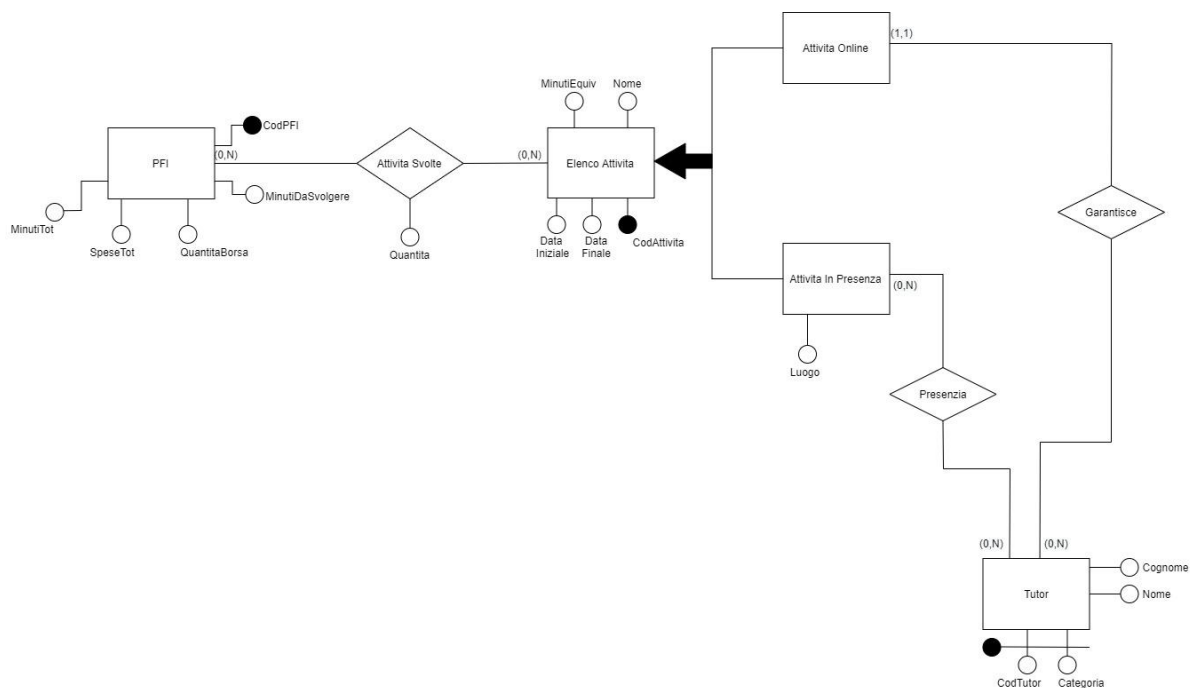 Attivita Online
(1,1)
MinutiEquiv
Nome
CodPFI
PFI
(0,N)
Attivita Svolte
(0,N)
Elenco Attivita
MinutiDaSvolgere
Garantisce
MinutiTot
SpeseTot
QuantitaBorsa
Quantita
Data
Iniziale
Data
Finale
CodAttivita
Attivita In Presenza
(0,N)
Luogo
Presenzia
(0,N)
(0,N)
Cognome
Tutor
Nome
CodTutor
Categoria